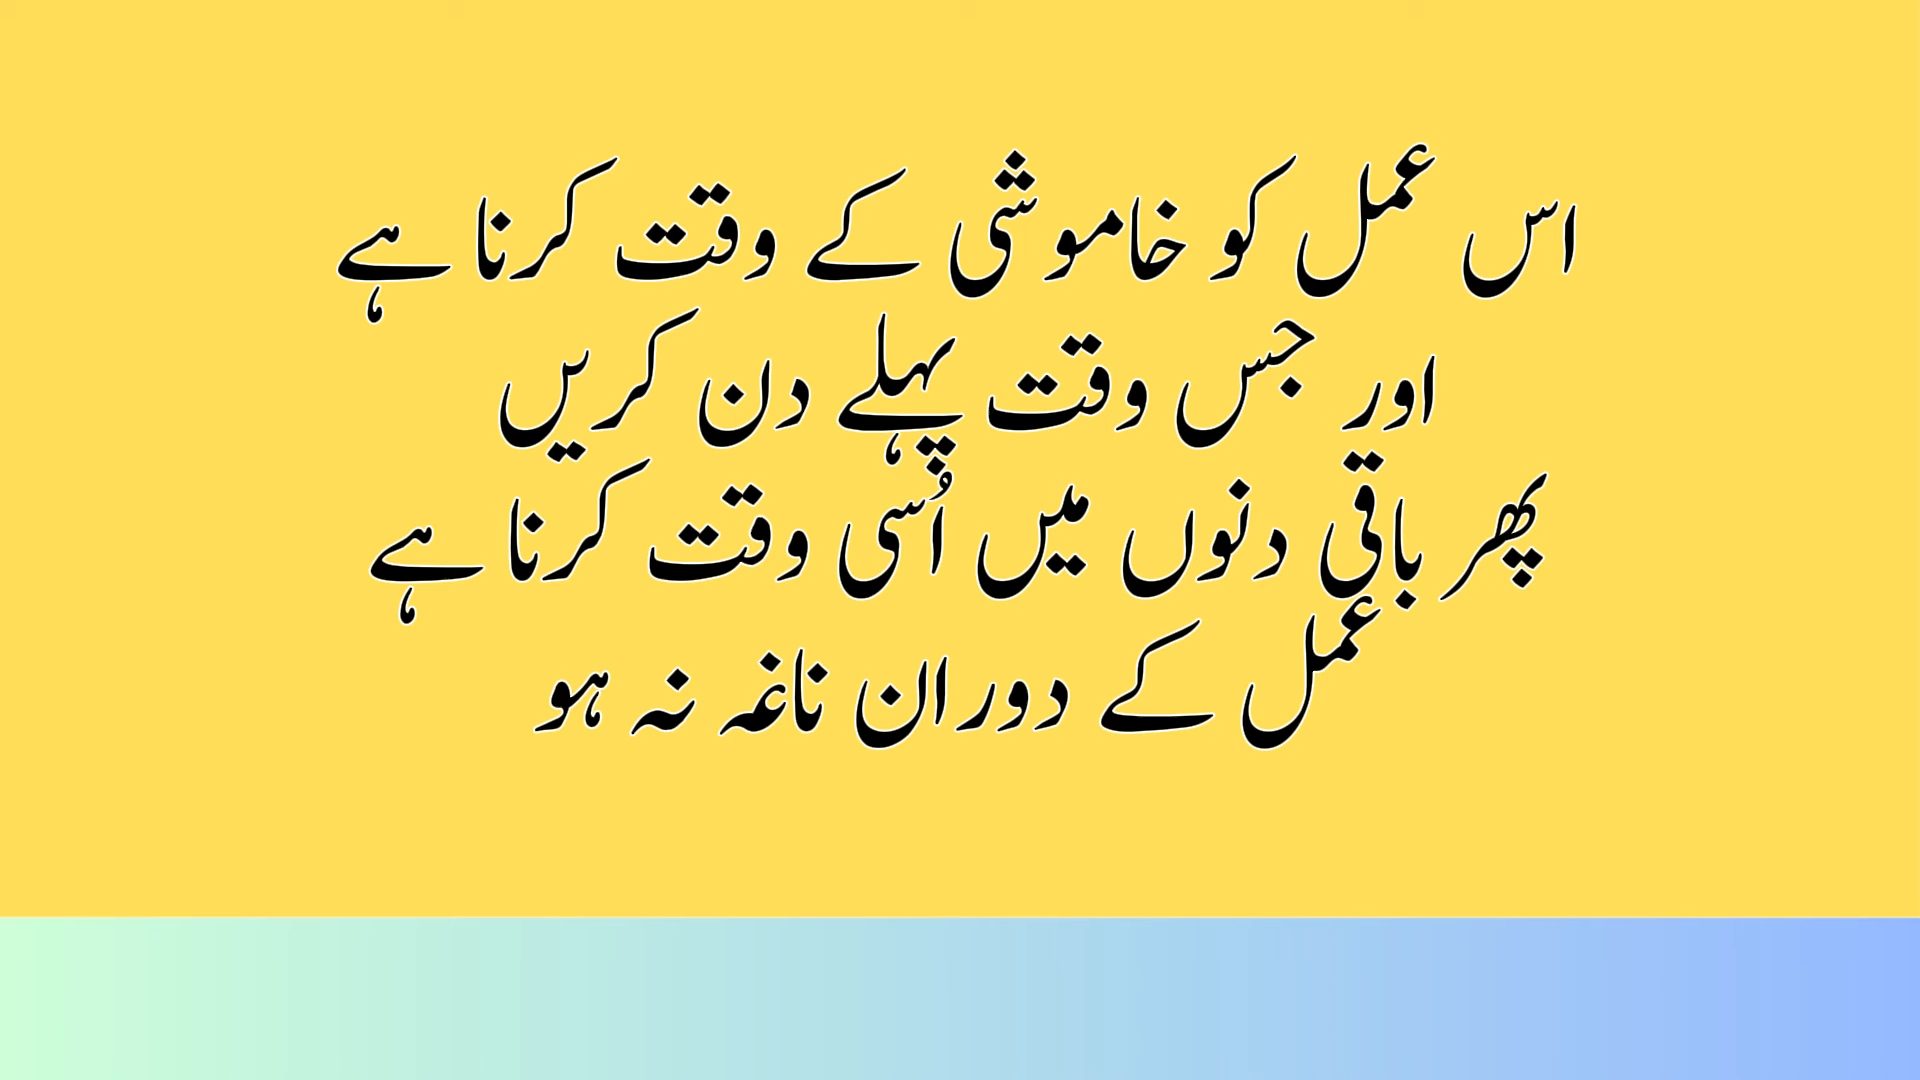 اس عمل کو خاموشی کے وقت کرنا ہے
اور جس وقت پہلے دن کریں
پھر باقی دنوں میں اُسی وقت کرنا ہے
عمل کے دوران ناغہ نہ ہو